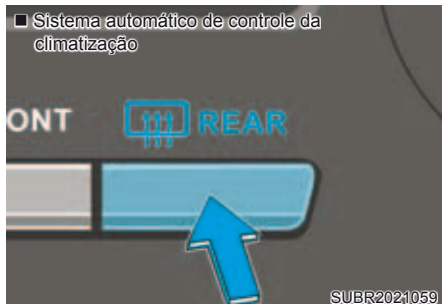 ■ Sistema automático de controle da
climatização
ONT
REAR
SUBR2021059